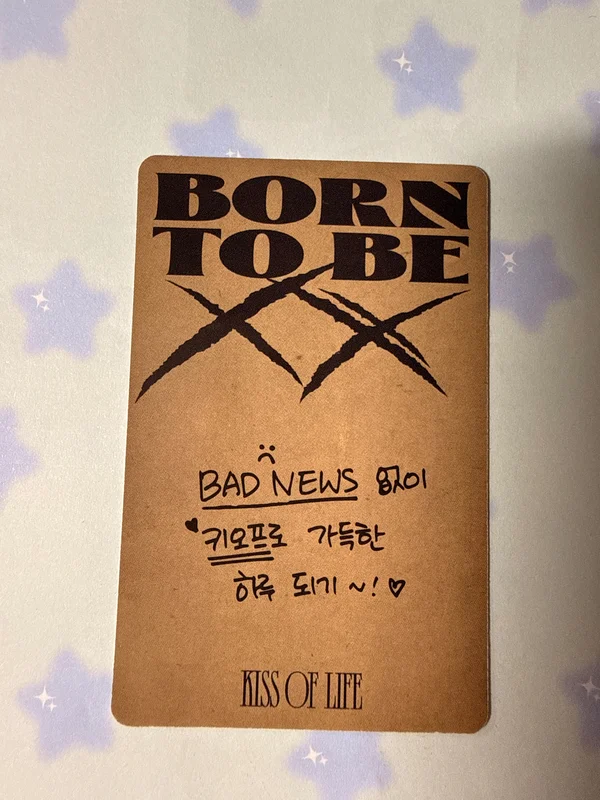 BORN
TO BE
XX
BAD NEWS 없이
키오프로 가득한
하루 되기 ~! ♡
KISS OF LIFE